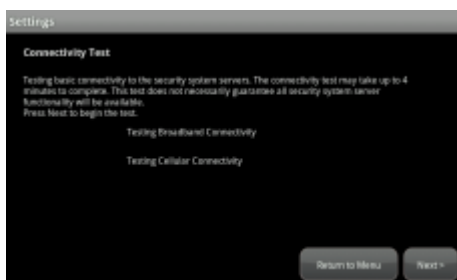 Settings
Connectivity Test
Testing basic connectivity to the security system servers. The connectivity test may take up to 4
minutes to complete. This test does not necessarily guarantee all security system server
functionality will be available.
Press Next to begin the test.
Testing Broadband Connectivity
Testing Cellular Connectivity
Return to Menu
Next >